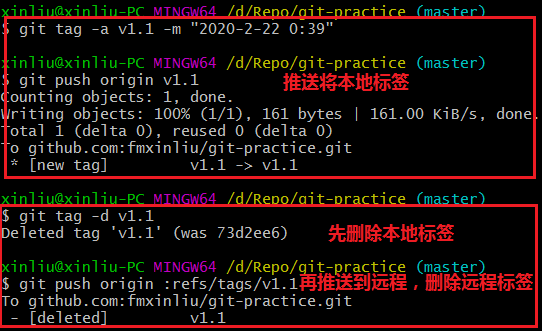 xinliu@xinliu-PC MINGW64 /d/Repo/git-practice (master)
$ git tag -a v1.1 -m "2020-2-22 0:39"
xinliu@xinliu-PC MINGW64 /d/Repo/git-practice (master)
$ git push origin v1.1 推送将本地标签
Counting objects: 1, done.
Writing objects: 100% (1/1), 161 bytes | 161.00 KiB/s, done.
Total 1 (delta 0), reused 0 (delta 0)
To github.com:fmxinliu/git-practice.git
 * [new tag]         v1.1 -> v1.1
xinliu@xinliu-PC MINGW64 /d/Repo/git-practice (master)
$ git tag -d v1.1
Deleted tag 'v1.1' (was 73d2ee6) 先删除本地标签
xinliu@xinliu-PC MINGW64 /d/Repo/git-practice (master)
$ git push origin :refs/tags/v1.1 再推送到远程，删除远程标签
To github.com:fmxinliu/git-practice.git
 - [deleted]         v1.1